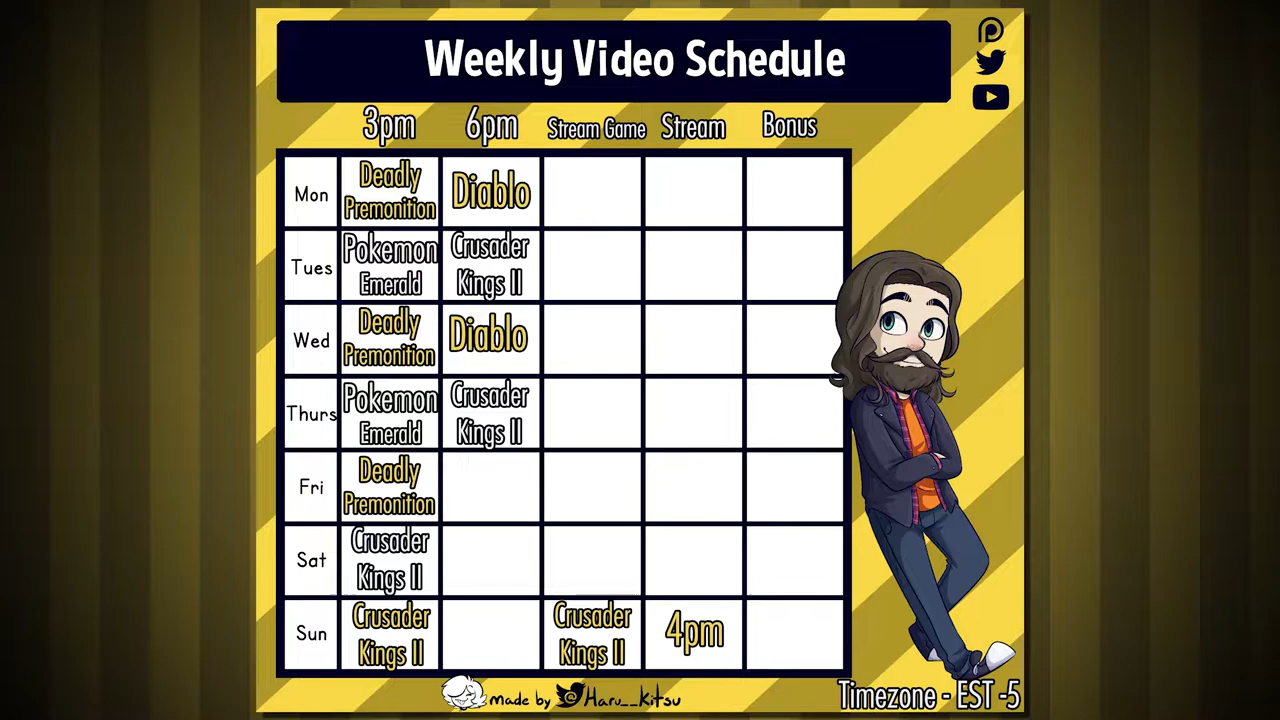 Weekly Video Schedule
3pm 6pm Stream Game Stream Bonus
Mon Deadly Premonition Diablo
Tues Pokemon Emerald Crusader Kings II
Wed Deadly Premonition Diablo
Thurs Pokemon Emerald Crusader Kings II
Fri Deadly Premonition
Sat Crusader Kings II
Sun Crusader Kings II Crusader Kings II 4pm
made by @Haru__Kitsu
Timezone - EST -5